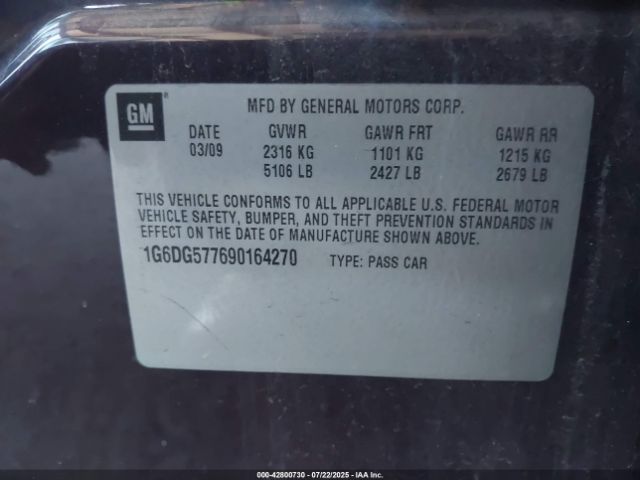 GM ®
MFD BY GENERAL MOTORS CORP.
DATE GVWR GAWR FRT GAWR RR
03/09 2316 KG 1101 KG 1215 KG
5106 LB 2427 LB 2679 LB
THIS VEHICLE CONFORMS TO ALL APPLICABLE U.S. FEDERAL MOTOR
VEHICLE SAFETY, BUMPER, AND THEFT PREVENTION STANDARDS IN
EFFECT ON THE DATE OF MANUFACTURE SHOWN ABOVE.
1G6DG577690164270 TYPE: PASS CAR
000-42800730 - 07/22/2025 - IAA Inc.